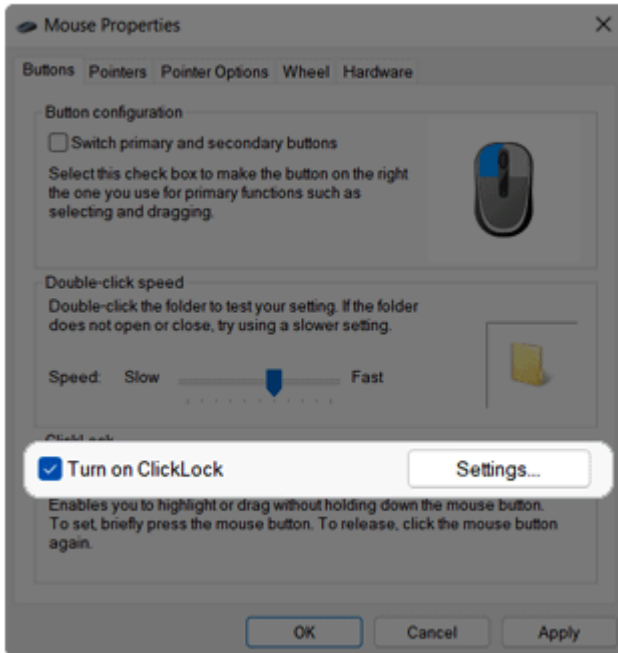 Mouse Properties
Buttons Pointers Pointer Options Wheel Hardware
Button configuration
Switch primary and secondary buttons
Select this check box to make the button on the right
the one you use for primary functions such as
selecting and dragging.
Double-click speed
Double-click the folder to test your setting. If the folder
does not open or close, try using a slower setting.
Speed: Slow Fast
ClickLock
Turn on ClickLock Settings...
Enables you to highlight or drag without holding down the mouse button.
To set, briefly press the mouse button. To release, click the mouse button
again.
OK Cancel Apply